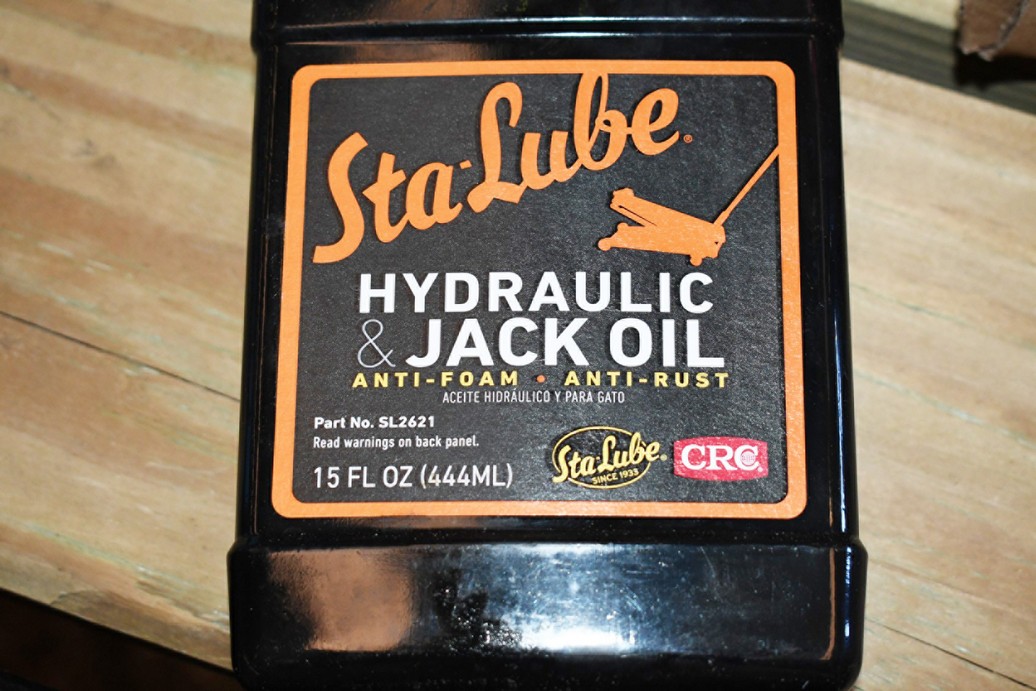 Sta-Lube®
HYDRAULIC
& JACK OIL
ANTI-FOAM • ANTI-RUST
ACEITE HIDRÁULICO Y PARA GATO
Part No. SL2621
Read warnings on back panel.
15 FL OZ (444ML)
Sta-Lube®
SINCE 1933
CRC®